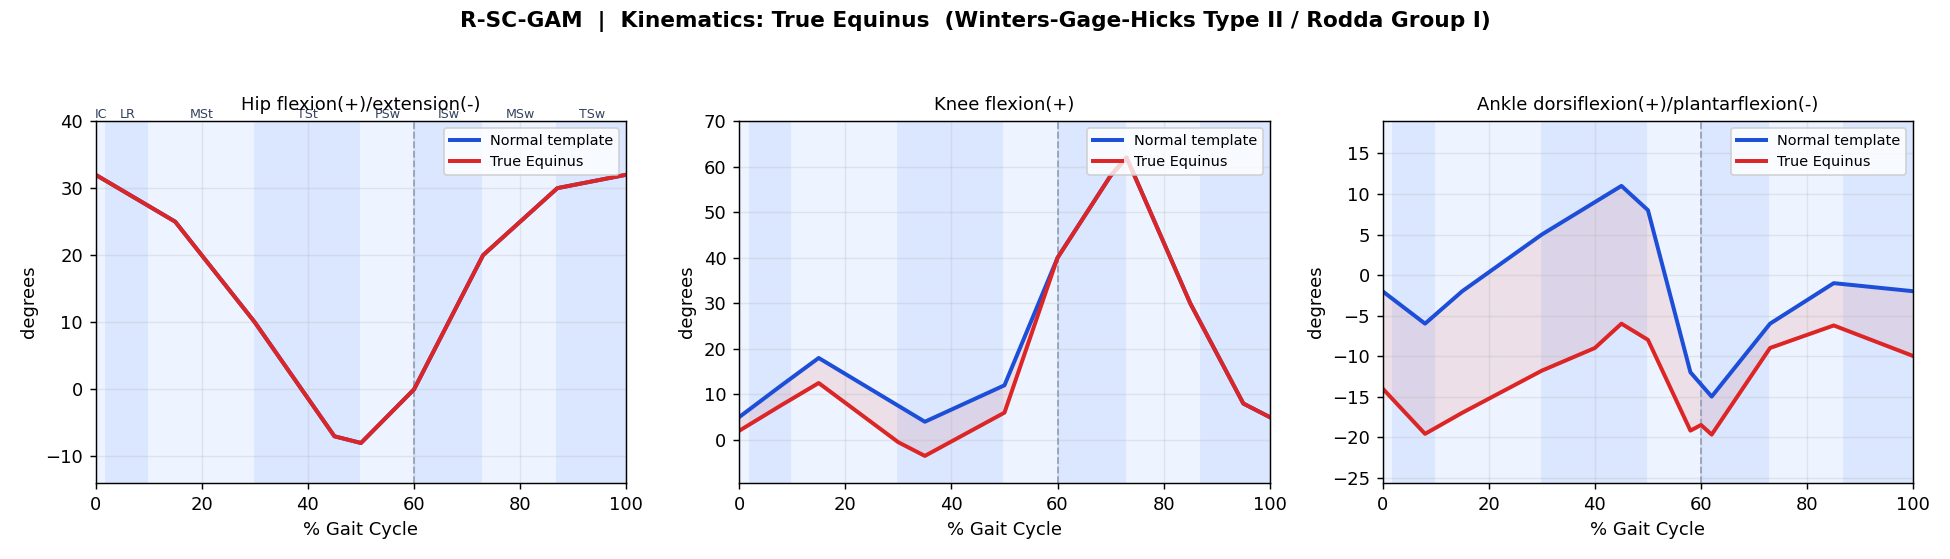 R-SC-GAM | Kinematics: True Equinus (Winters-Gage-Hicks Type II / Rodda Group I)
Hip flexion(+)/extension(-)
IC LR MSt TSt PSw ISw MSw TSw
Normal template
True Equinus
40
30
20
10
0
−10
degrees
0 20 40 60 80 100
% Gait Cycle
Knee flexion(+)
Normal template
True Equinus
70
60
50
40
30
20
10
0
degrees
0 20 40 60 80 100
% Gait Cycle
Ankle dorsiflexion(+)/plantarflexion(-)
Normal template
True Equinus
15
10
5
0
−5
−10
−15
−20
−25
degrees
0 20 40 60 80 100
% Gait Cycle